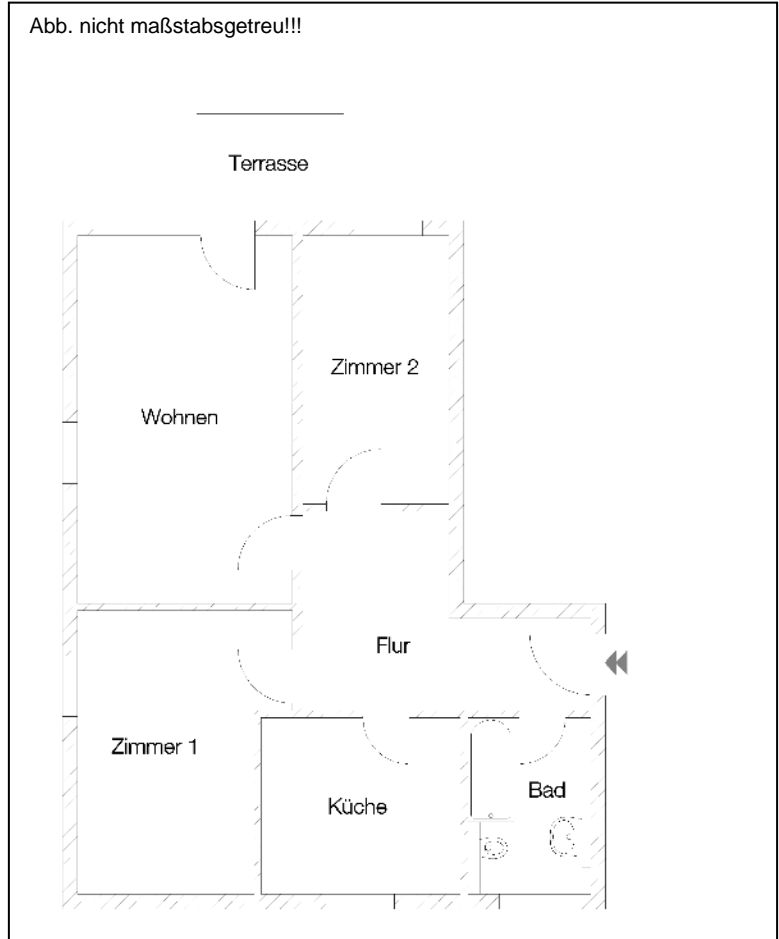 Abb. nicht maßstabsgetreu!!!
Terrasse
Zimmer 2
Wohnen
Flur
Zimmer 1
Bad
Küche